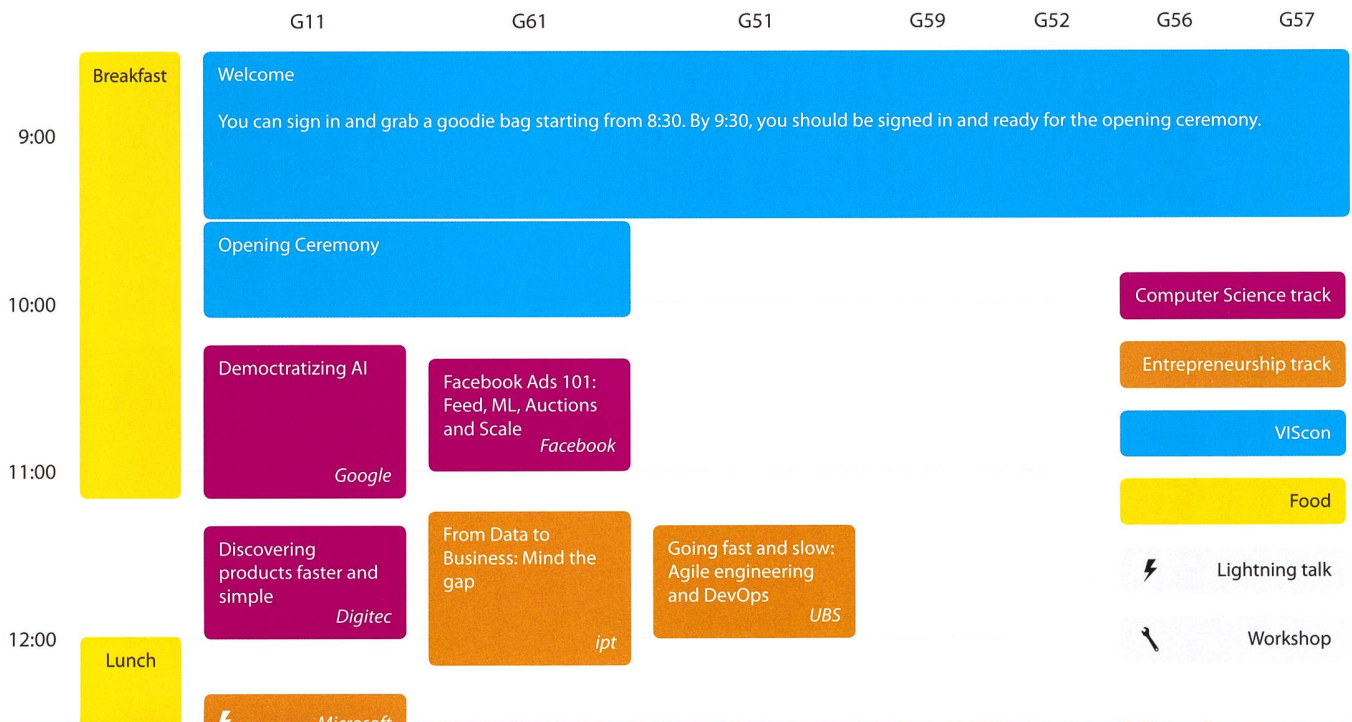 G11 G61 G51 G59 G52 G56 G57
Breakfast
Welcome
You can sign in and grab a goodie bag starting from 8:30. By 9:30, you should be signed in and ready for the opening ceremony.
9:00
Opening Ceremony
10:00
Computer Science track
Democtratizing AI
Google
Facebook Ads 101:
Feed, ML, Auctions
and Scale
Facebook
Entrepreneurship track
VIScon
11:00
Food
Discovering
products faster and
simple
Digitec
From Data to
Business: Mind the
gap
ipt
Going fast and slow:
Agile engineering
and DevOps
UBS
Lightning talk
12:00
Workshop
Lunch
Microsoft